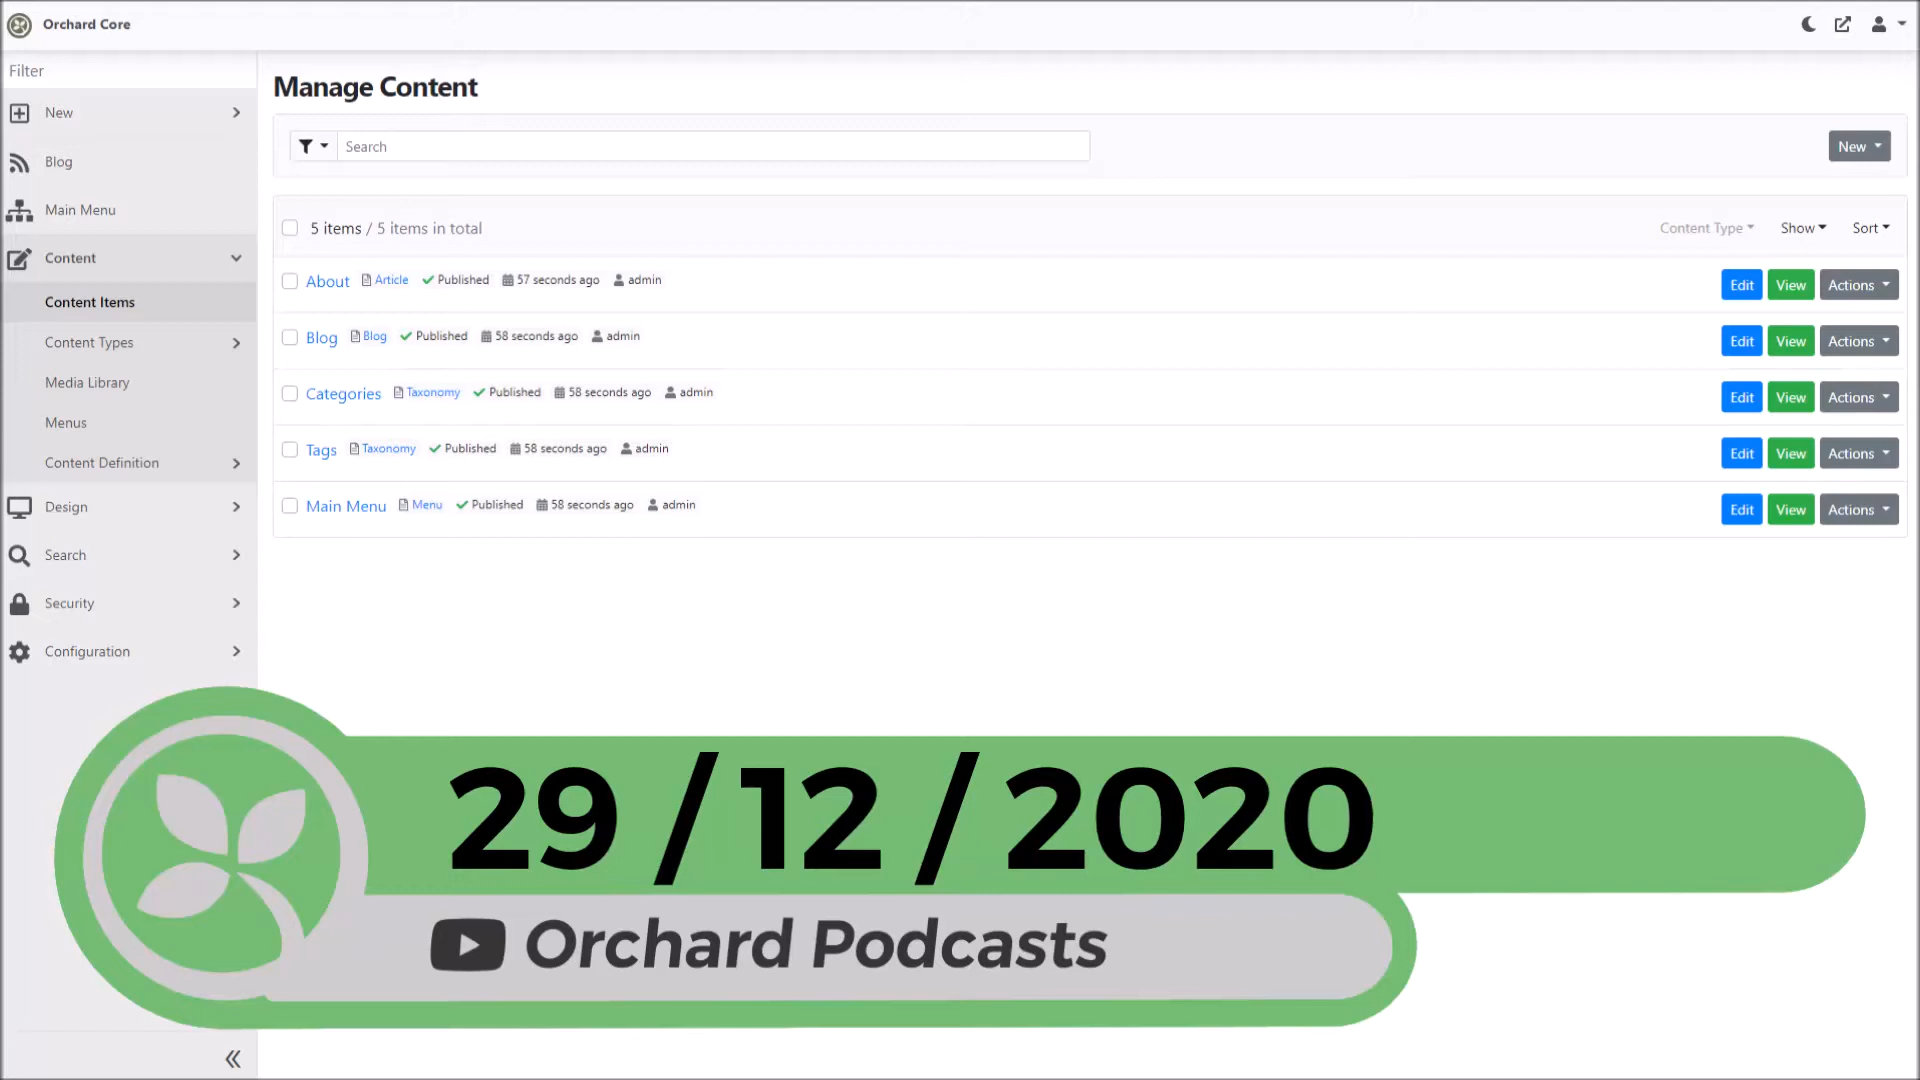 Orchard Core
Filter
New
Blog
Main Menu
Content
Content Items
Content Types
Media Library
Menus
Content Definition
Design
Search
Security
Configuration
Manage Content
Search
New
5 items / 5 items in total
Content Type
Show
Sort
About Article Published 57 seconds ago admin
Edit View Actions
Blog Blog Published 58 seconds ago admin
Edit View Actions
Categories Taxonomy Published 58 seconds ago admin
Edit View Actions
Tags Taxonomy Published 58 seconds ago admin
Edit View Actions
Main Menu Menu Published 58 seconds ago admin
Edit View Actions
29 / 12 / 2020
Orchard Podcasts